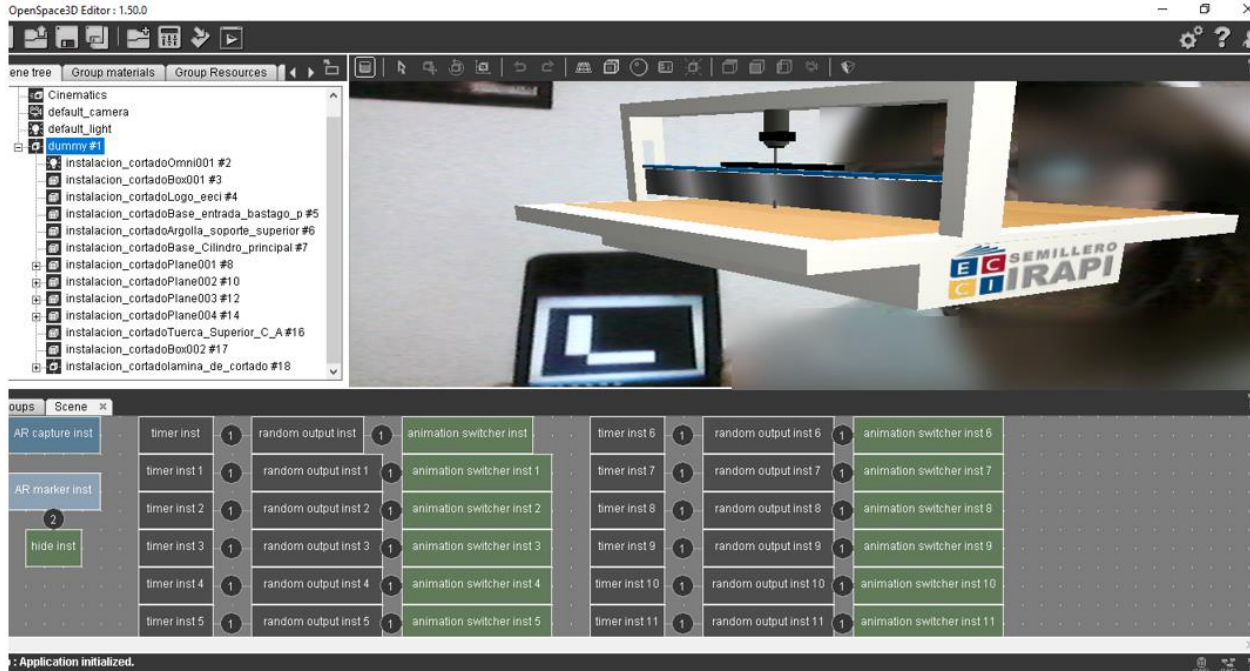 OpenSpace3D Editor : 1.50.0
ene tree Group materials Group Resources
Cinematics
default_camera
default_light
dummy #1
instalacion_cortadoOmni001 #2
instalacion_cortadoBox001 #3
instalacion_cortadoLogo_eeci #4
instalacion_cortadoBase_entrada_bastago_p #5
instalacion_cortadoArgolla_soporte_superior #6
instalacion_cortadoBase_Cilindro_principal #7
instalacion_cortadoPlane001 #8
instalacion_cortadoPlane002 #10
instalacion_cortadoPlane003 #12
instalacion_cortadoPlane004 #14
instalacion_cortadoTuerca_Superior_C_A #16
instalacion_cortadoBox002 #17
instalacion_cortadolamina_de_cortado #18
E C
C I
SEMILLERO
IRAPI
oups Scene ×
AR capture inst timer inst 1 random output inst 1 animation switcher inst timer inst 6 1 random output inst 6 1 animation switcher inst 6
timer inst 1 1 random output inst 1 1 animation switcher inst 1 timer inst 7 1 random output inst 7 1 animation switcher inst 7
AR marker inst timer inst 2 1 random output inst 2 1 animation switcher inst 2 timer inst 8 1 random output inst 8 1 animation switcher inst 8
2
hide inst timer inst 3 1 random output inst 3 1 animation switcher inst 3 timer inst 9 1 random output inst 9 1 animation switcher inst 9
timer inst 4 1 random output inst 4 1 animation switcher inst 4 timer inst 10 1 random output inst 10 1 animation switcher inst 10
timer inst 5 1 random output inst 5 1 animation switcher inst 5 timer inst 11 1 random output inst 11 1 animation switcher inst 11
: Application initialized.